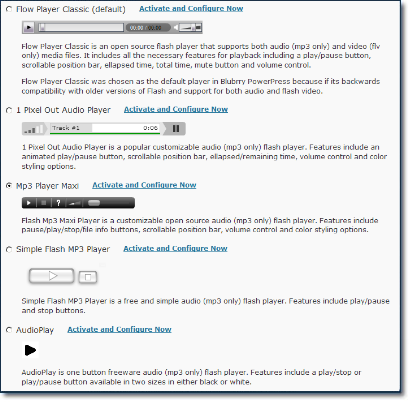 Flow Player Classic (default) Activate and Configure Now
00:00 - 00:00
Flow Player Classic is an open source flash player that supports both audio (mp3 only) and video (flv
only) media files. It includes all the necessary features for playback including a play/pause button,
scrollable position bar, elapsed time, total time, mute button and volume control.
Flow Player Classic was chosen as the default player in Blubrry PowerPress because if its backwards
compatibility with older versions of Flash and support for both audio and flash video.
1 Pixel Out Audio Player Activate and Configure Now
Track #1 0:06
1 Pixel Out Audio Player is a popular customizable audio (mp3 only) flash player. Features include an
animated play/pause button, scrollable position bar, ellapsed/remaining time, volume control and color
styling options.
Mp3 Player Maxi Activate and Configure Now
?
Flash Mp3 Maxi Player is a customizable open source audio (mp3 only) flash player. Features include
pause/play/stop/file info buttons, scrollable position bar, volume control and color styling options.
Simple Flash MP3 Player Activate and Configure Now
Simple Flash MP3 Player is a free and simple audio (mp3 only) flash player. Features include play/pause
and stop buttons.
AudioPlay Activate and Configure Now
AudioPlay is one button freeware audio (mp3 only) flash player. Features include a play/stop or
play/pause button available in two sizes in either black or white.